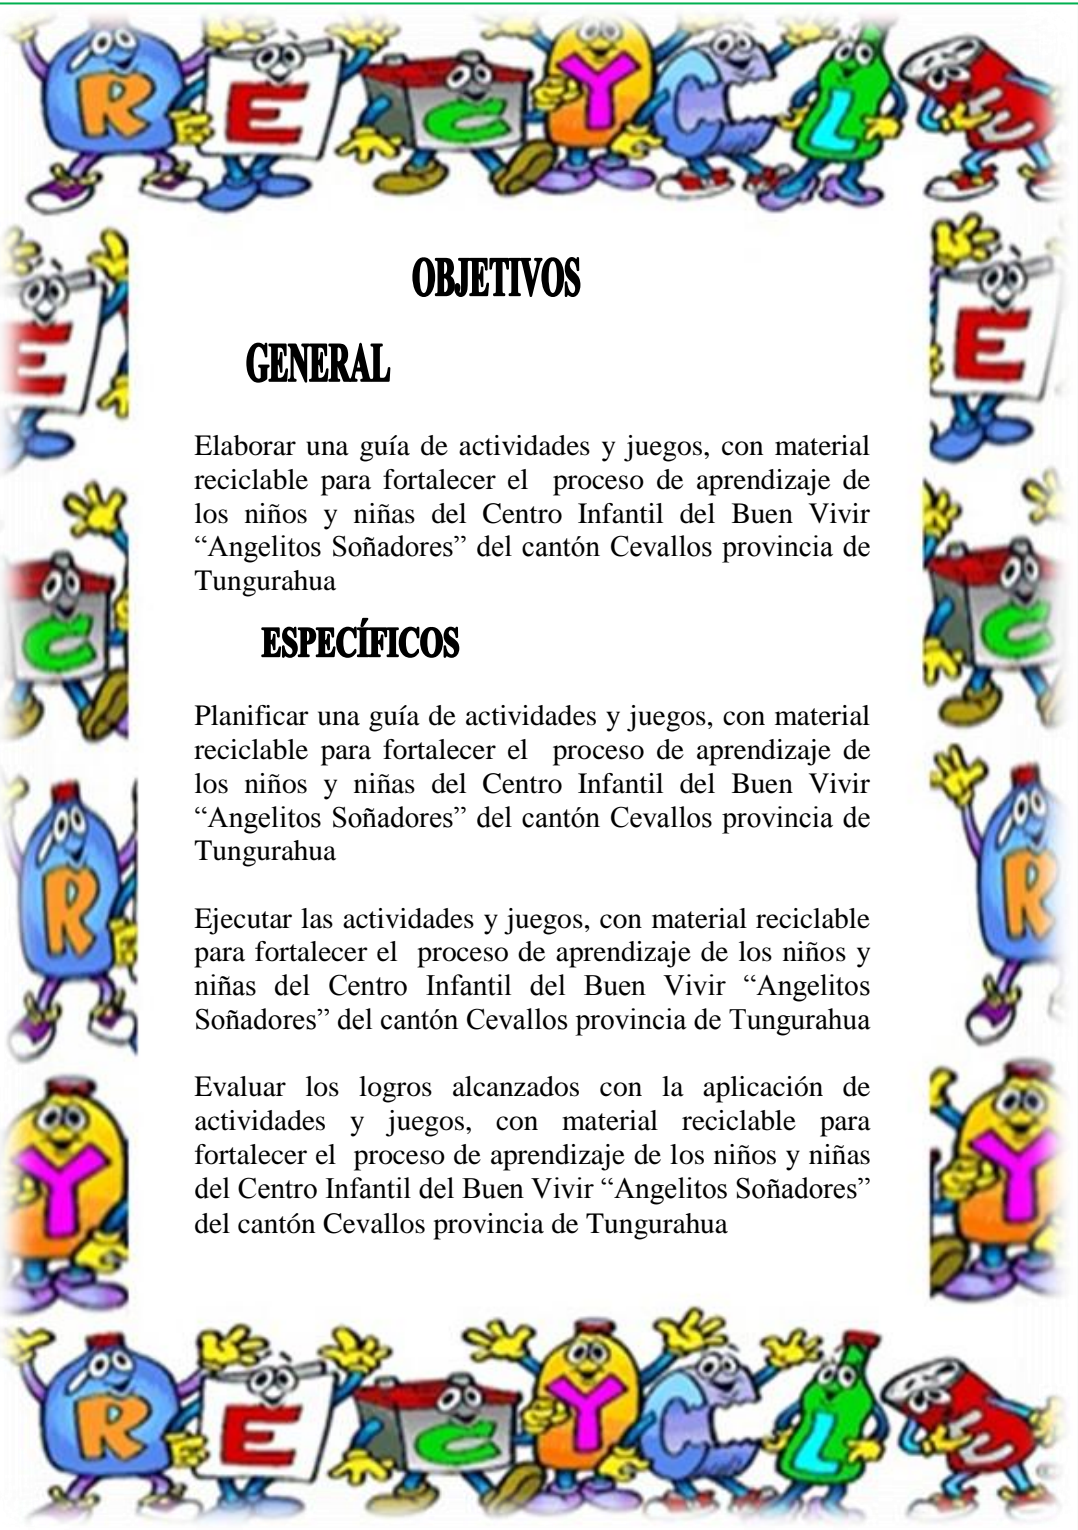 RECYCLE
OBJETIVOS
GENERAL
Elaborar una guía de actividades y juegos, con material
reciclable para fortalecer el  proceso de aprendizaje de
los niños y niñas del Centro Infantil del Buen Vivir
“Angelitos Soñadores” del cantón Cevallos provincia de
Tungurahua
ESPECÍFICOS
Planificar una guía de actividades y juegos, con material
reciclable para fortalecer el  proceso de aprendizaje de
los niños y niñas del Centro Infantil del Buen Vivir
“Angelitos Soñadores” del cantón Cevallos provincia de
Tungurahua
Ejecutar las actividades y juegos, con material reciclable
para fortalecer el  proceso de aprendizaje de los niños y
niñas del Centro Infantil del Buen Vivir “Angelitos
Soñadores” del cantón Cevallos provincia de Tungurahua
Evaluar los logros alcanzados con la aplicación de
actividades y juegos, con material reciclable para
fortalecer el  proceso de aprendizaje de los niños y niñas
del Centro Infantil del Buen Vivir “Angelitos Soñadores”
del cantón Cevallos provincia de Tungurahua
E
E
C
C
R
R
Y
Y
RECYCLE